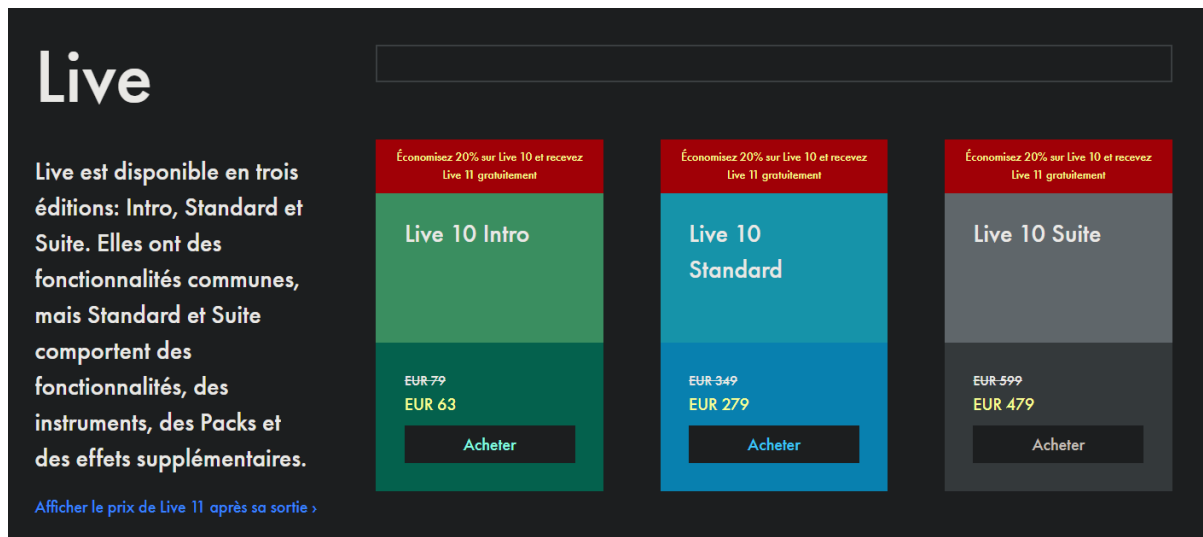 Live
Live est disponible en trois
éditions: Intro, Standard et
Suite. Elles ont des
fonctionnalités communes,
mais Standard et Suite
comportent des
fonctionnalités, des
instruments, des Packs et
des effets supplémentaires.
Afficher le prix de Live 11 après sa sortie ›
Économisez 20% sur Live 10 et recevez
Live 11 gratuitement
Live 10 Intro
EUR 79
EUR 63
Acheter
Économisez 20% sur Live 10 et recevez
Live 11 gratuitement
Live 10
Standard
EUR 349
EUR 279
Acheter
Économisez 20% sur Live 10 et recevez
Live 11 gratuitement
Live 10 Suite
EUR 599
EUR 479
Acheter